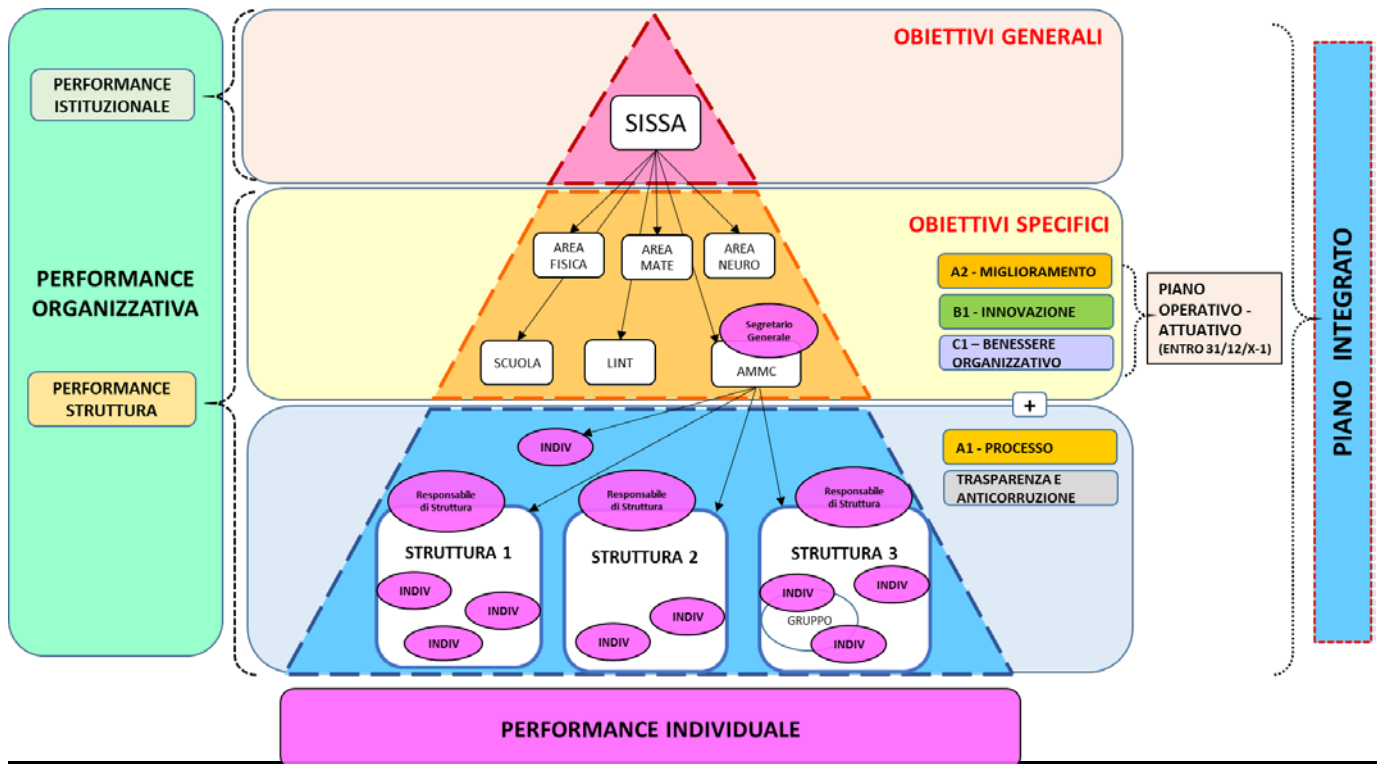 OBIETTIVI GENERALI
PERFORMANCE
ISTITUZIONALE
SISSA
OBIETTIVI SPECIFICI
AREA
FISICA
AREA
MATE
AREA
NEURO
A2 - MIGLIORAMENTO
B1 - INNOVAZIONE
C1 – BENESSERE
ORGANIZZATIVO
PIANO
OPERATIVO -
ATTUATIVO
(ENTRO 31/12/X-1)
PIANO INTEGRATO
PERFORMANCE
ORGANIZZATIVA
Segretario
Generale
SCUOLA
LINT
AMMC
PERFORMANCE
STRUTTURA
+
INDIV
A1 - PROCESSO
TRASPARENZA E
ANTICORRUZIONE
Responsabile
di Struttura
Responsabile
di Struttura
Responsabile
di Struttura
STRUTTURA 1
STRUTTURA 2
STRUTTURA 3
INDIV
INDIV
INDIV
INDIV
INDIV
INDIV
INDIV
GRUPPO
INDIV
PERFORMANCE INDIVIDUALE